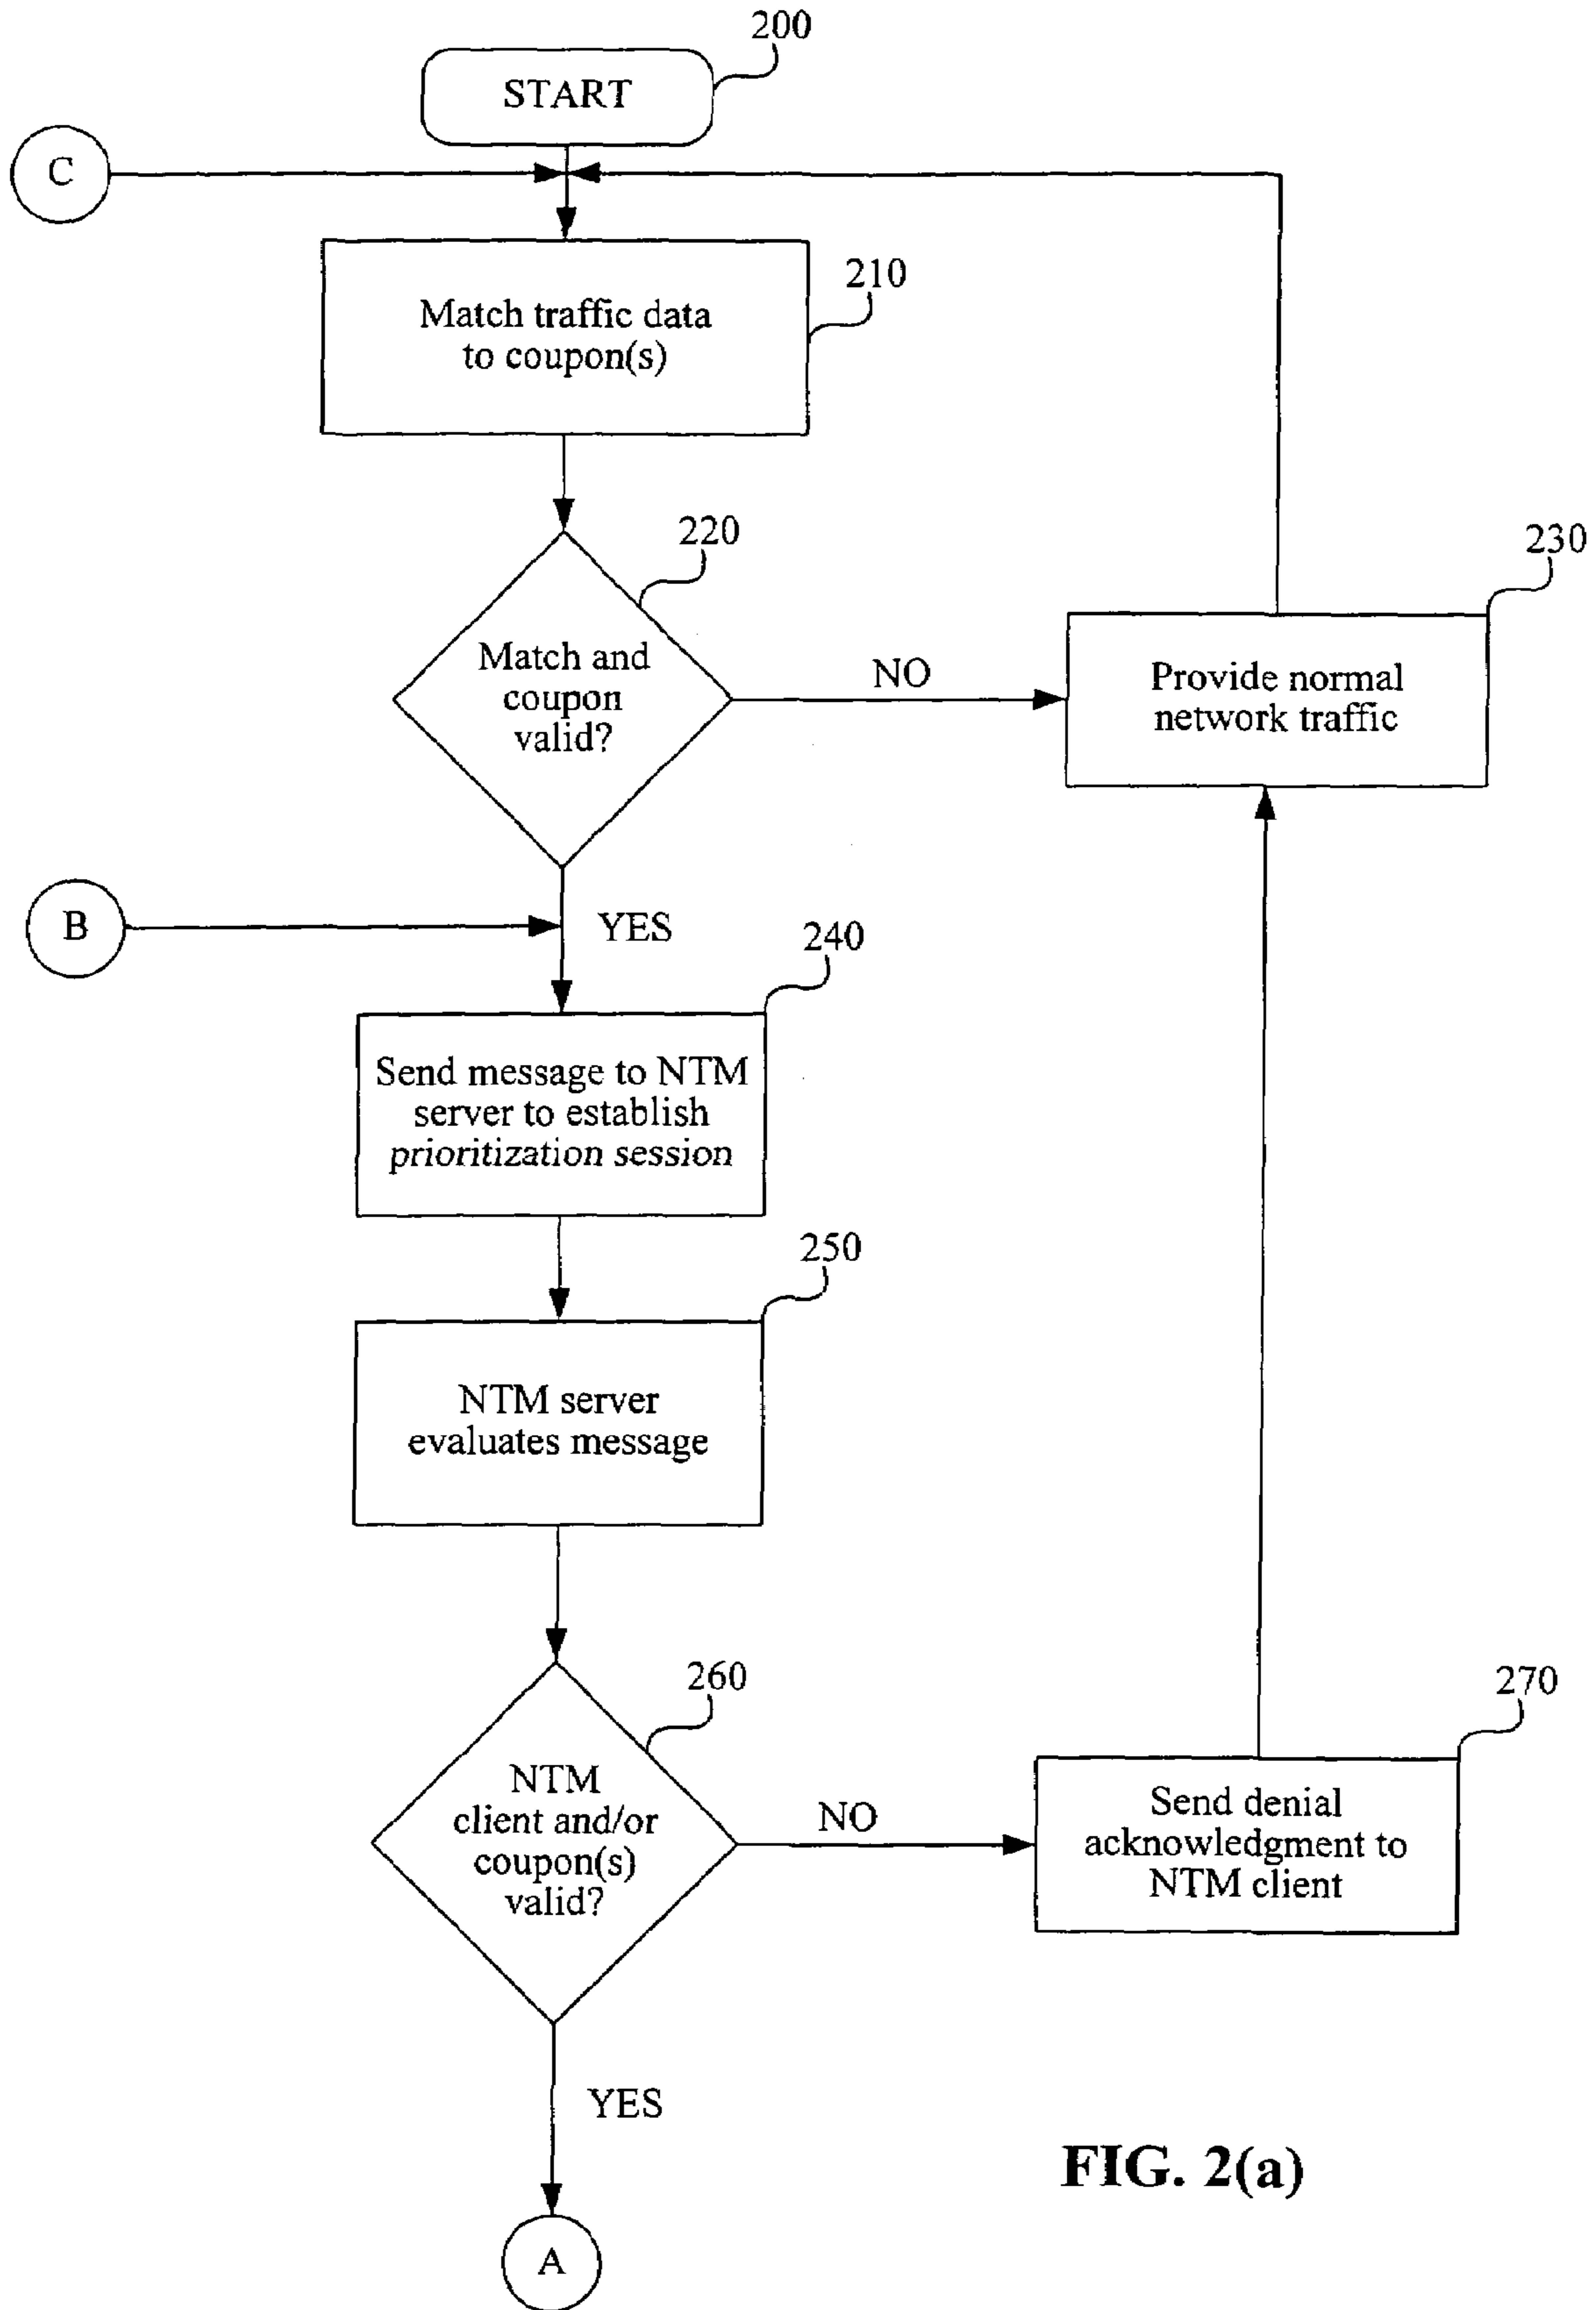 200
START
C
210
Match traffic data
to coupon(s)
220
Match and
coupon
valid?
NO
230
Provide normal
network traffic
B
YES
240
Send message to NTM
server to establish
prioritization session
250
NTM server
evaluates message
260
NTM
client and/or
coupon(s)
valid?
NO
270
Send denial
acknowledgment to
NTM client
YES
A
FIG. 2(a)